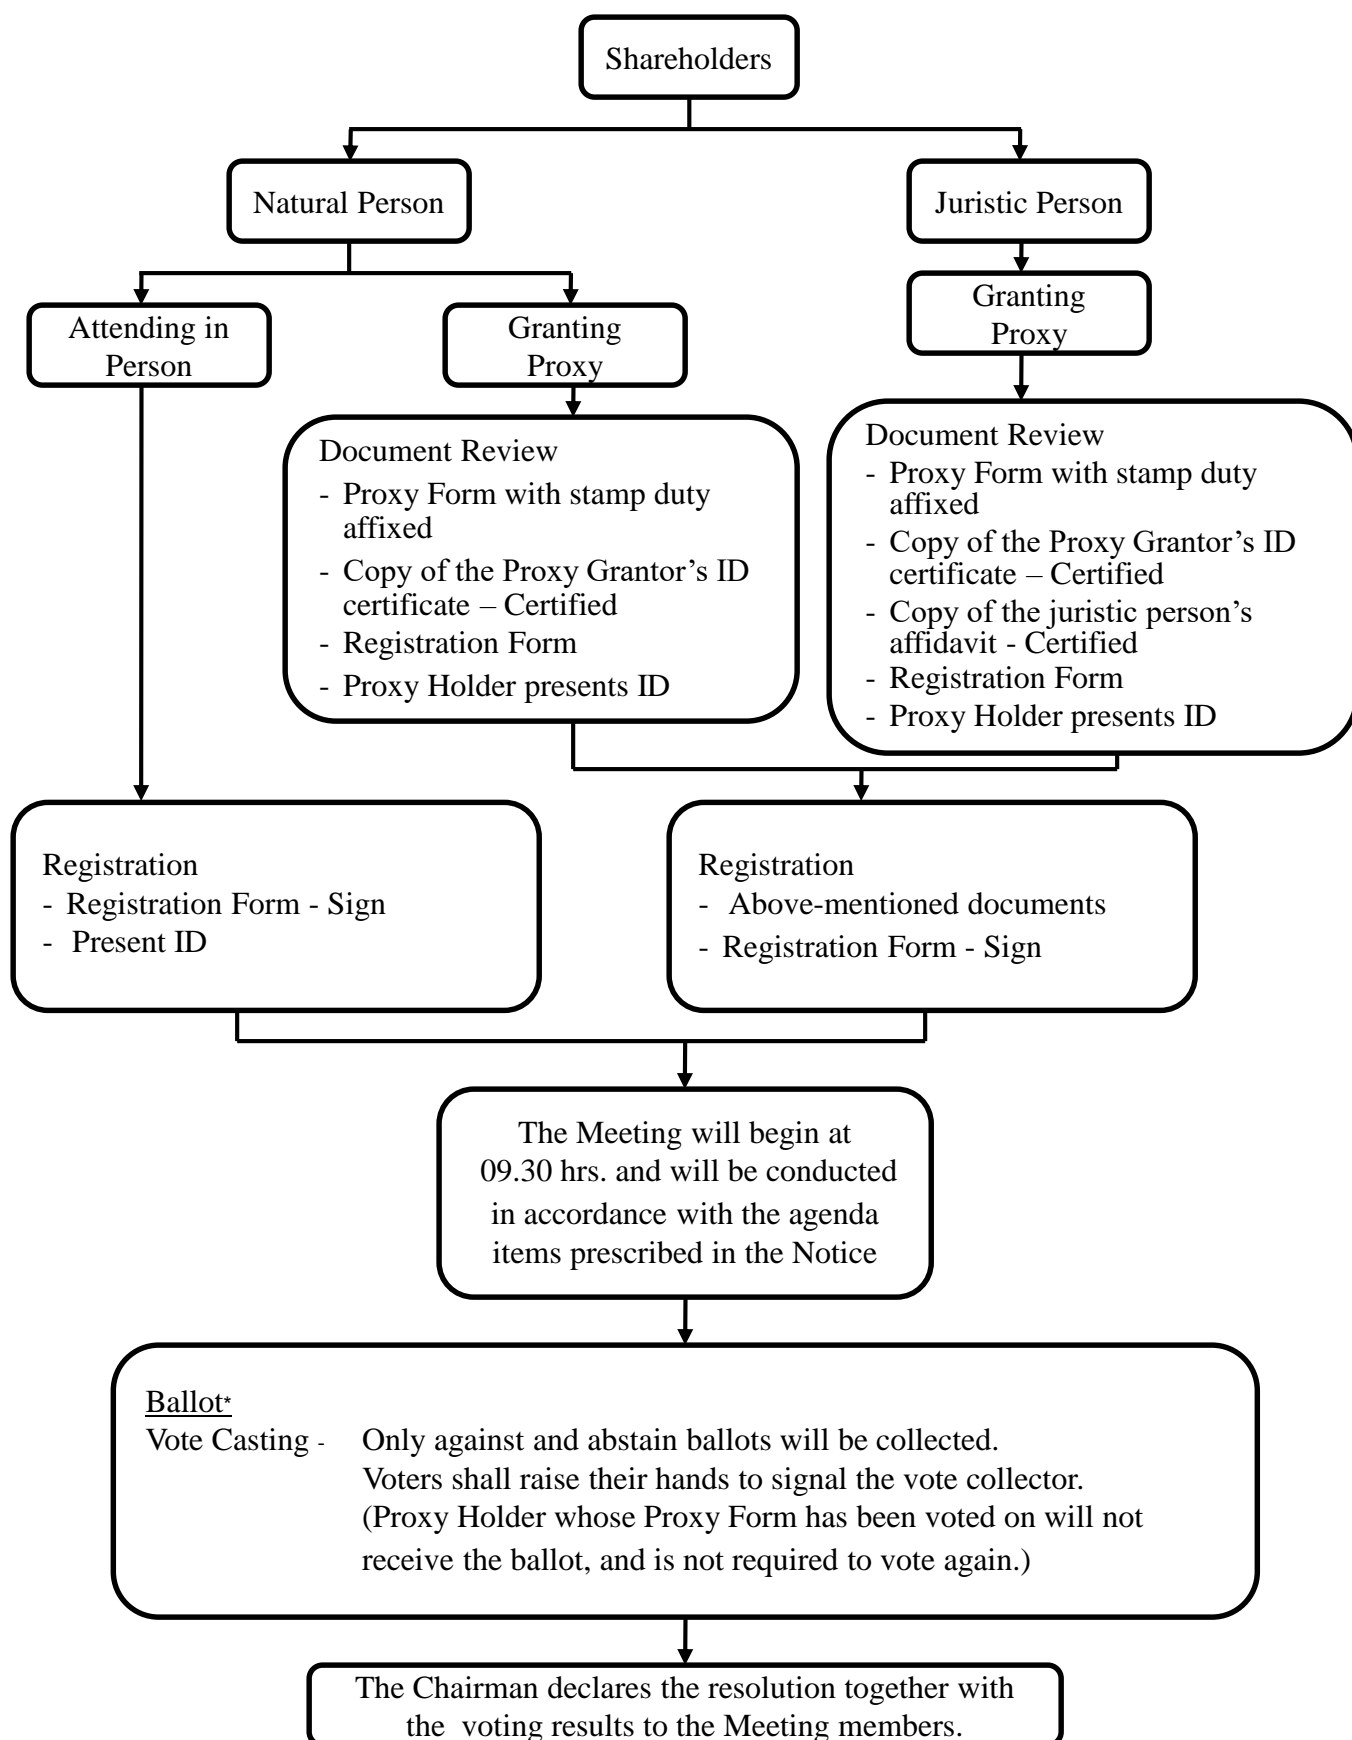 Shareholders
Natural Person
Juristic Person
Attending in
Person
Granting
Proxy
Granting
Proxy
Document Review
- Proxy Form with stamp duty
affixed
- Copy of the Proxy Grantor’s ID
certificate – Certified
- Registration Form
- Proxy Holder presents ID
Document Review
- Proxy Form with stamp duty
affixed
- Copy of the Proxy Grantor’s ID
certificate – Certified
- Copy of the juristic person’s
affidavit - Certified
- Registration Form
- Proxy Holder presents ID
Registration
- Registration Form - Sign
- Present ID
Registration
- Above-mentioned documents
- Registration Form - Sign
The Meeting will begin at
09.30 hrs. and will be conducted
in accordance with the agenda
items prescribed in the Notice
Ballot*
Vote Casting - Only against and abstain ballots will be collected.
Voters shall raise their hands to signal the vote collector.
(Proxy Holder whose Proxy Form has been voted on will not
receive the ballot, and is not required to vote again.)
The Chairman declares the resolution together with
the voting results to the Meeting members.